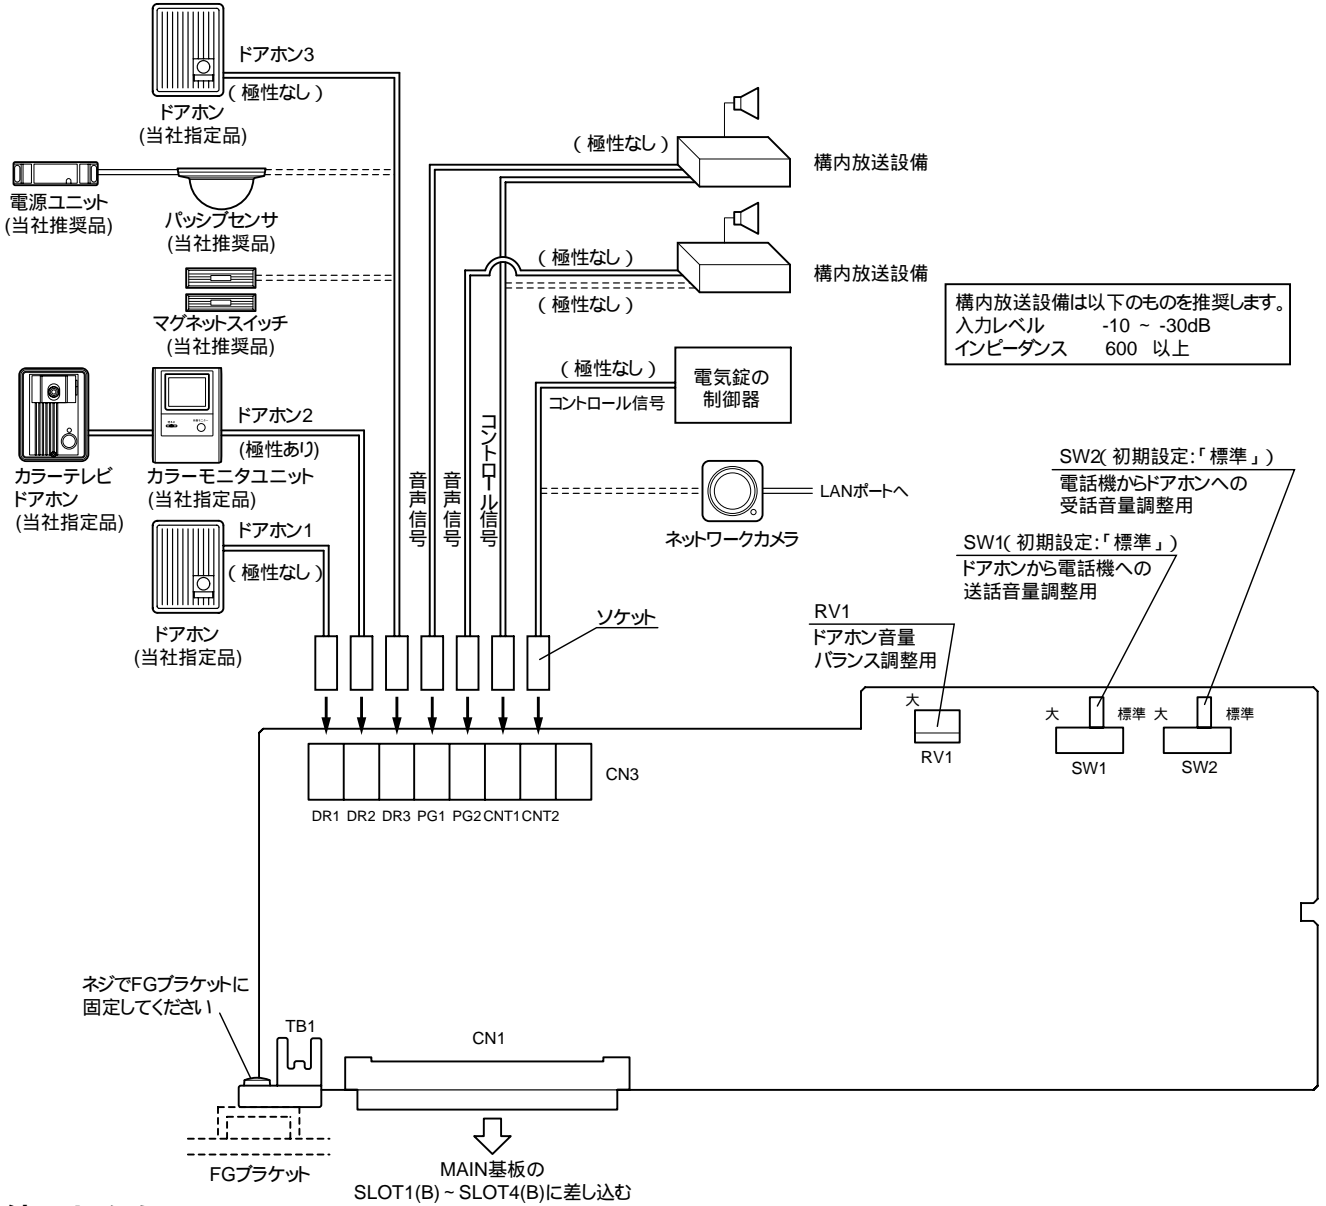 ドアホン3
( 極性なし )
ドアホン
(当社指定品)
電源ユニット
(当社推奨品)
パッシブセンサ
(当社推奨品)
マグネットスイッチ
(当社推奨品)
カラーテレビ
ドアホン
(当社指定品)
カラーモニタユニット
(当社指定品)
ドアホン2
(極性あり)
ドアホン1
( 極性なし )
ドアホン
(当社指定品)
( 極性なし )
構内放送設備
( 極性なし )
( 極性なし )
構内放送設備
構内放送設備は以下のものを推奨します。
入力レベル -10 ~ -30dB
インピーダンス 600 以上
( 極性なし )
コントロール信号
電気錠の
制御器
音声信号
音声信号
コントロール信号
LANポートへ
ネットワークカメラ
ソケット
SW2( 初期設定:「 標準 」 )
電話機からドアホンへの
受話音量調整用
SW1( 初期設定:「 標準 」 )
ドアホンから電話機への
送話音量調整用
RV1
ドアホン音量
バランス調整用
大
RV1
大 標準
SW1
大 標準
SW2
CN3
DR1 DR2 DR3 PG1 PG2 CNT1 CNT2
ネジでFGブラケットに
固定してください
TB1
CN1
FGブラケット
MAIN基板の
SLOT1(B) ~ SLOT4(B)に差し込む